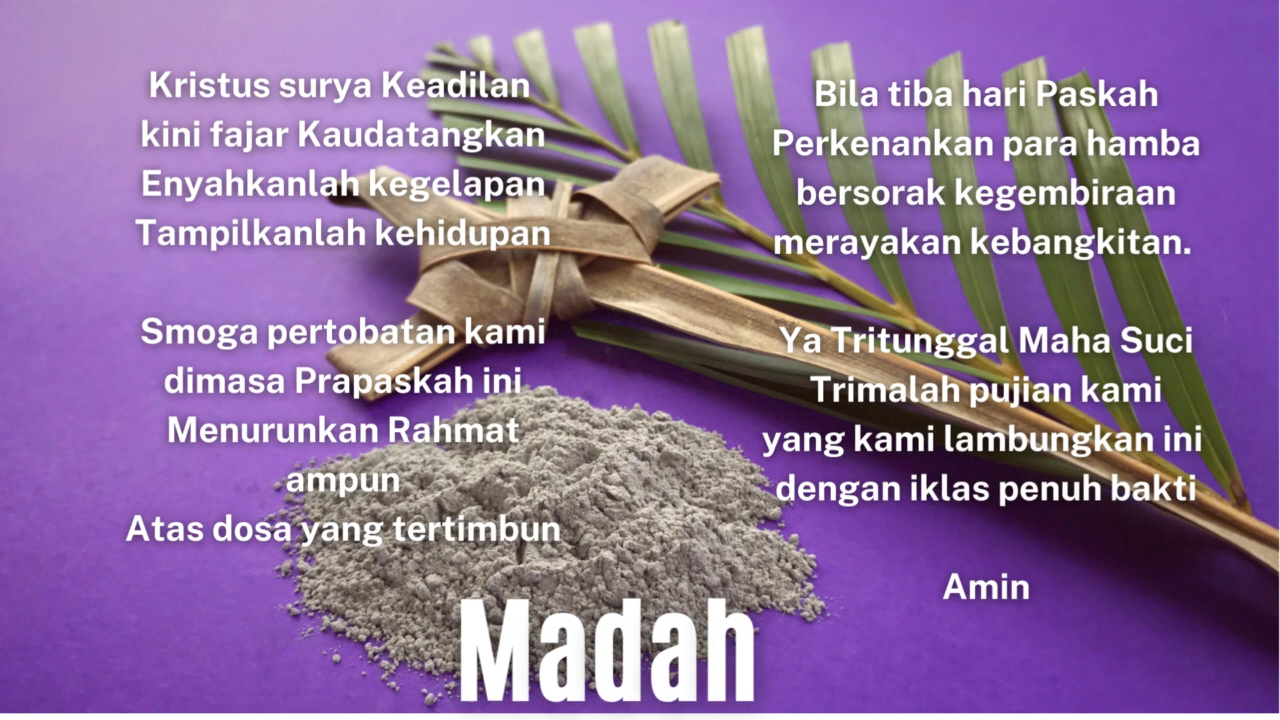 Kristus surya Keadilan
kini fajar Kaudatangkan
Enyahkanlah kegelapan
Tampilkanlah kehidupan
Smoga pertobatan kami
dimasa Prapaskah ini
Menurunkan Rahmat
ampun
Atas dosa yang tertimbun
Bila tiba hari Paskah
Perkenankan para hamba
bersorak kegembiraan
merayakan kebangkitan.
Ya Tritunggal Maha Suci
Trimalah pujian kami
yang kami lambungkan ini
dengan iklas penuh bakti
Amin
Madah